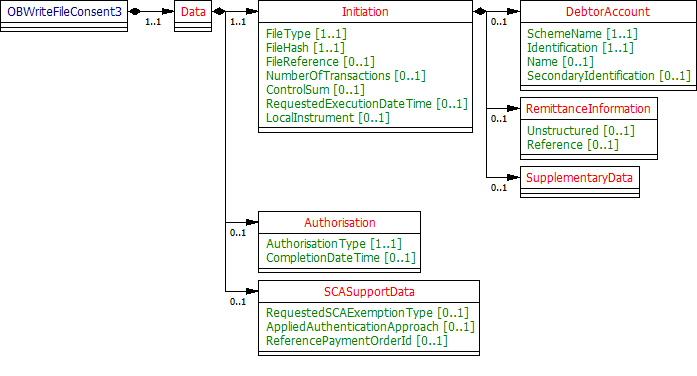 OBWriteFileConsent3
1..1
Data
1..1
Initiation
FileType [1..1]
FileHash [1..1]
FileReference [0..1]
NumberOfTransactions [0..1]
ControlSum [0..1]
RequestedExecutionDateTime [0..1]
LocalInstrument [0..1]
0..1
DebtorAccount
SchemeName [1..1]
Identification [1..1]
Name [0..1]
SecondaryIdentification [0..1]
0..1
RemittanceInformation
Unstructured [0..1]
Reference [0..1]
0..1
SupplementaryData
0..1
Authorisation
AuthorisationType [1..1]
CompletionDateTime [0..1]
0..1
SCASupportData
RequestedSCAExemptionType [0..1]
AppliedAuthenticationApproach [0..1]
ReferencePaymentOrderId [0..1]